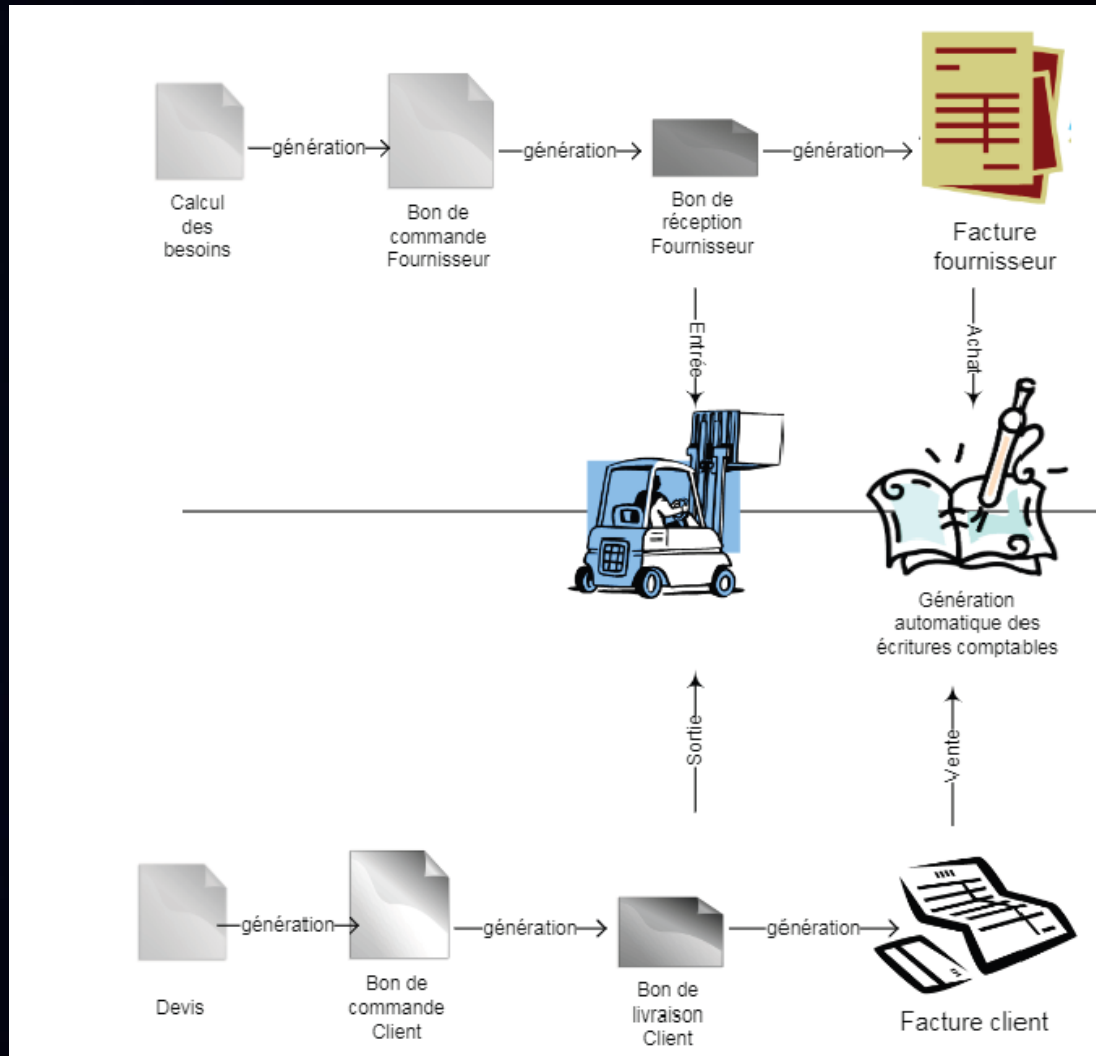 génération
génération
génération
Calcul
des
besoins
Bon de
commande
Fournisseur
Bon de
réception
Fournisseur
Facture
fournisseur
Entrée
Achat
Génération
automatique des
écritures comptables
Sortie
Vente
génération
génération
génération
Devis
Bon de
commande
Client
Bon de
livraison
Client
Facture client